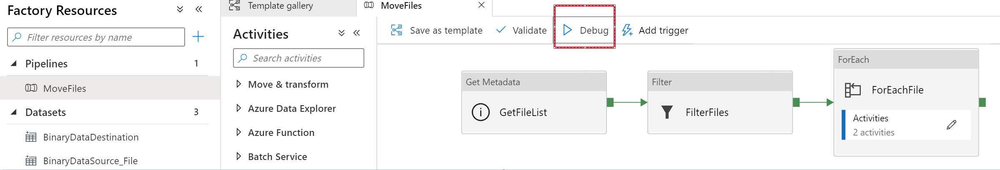 Factory Resources
Filter resources by name
Pipelines 1
MoveFiles
Datasets 3
BinaryDataDestination
BinaryDataSource_File
Template gallery
MoveFiles
Activities
Search activities
Move & transform
Azure Data Explorer
Azure Function
Batch Service
Save as template
Validate
Debug
Add trigger
Get Metadata
GetFileList
Filter
FilterFiles
ForEach
ForEachFile
Activities
2 activities